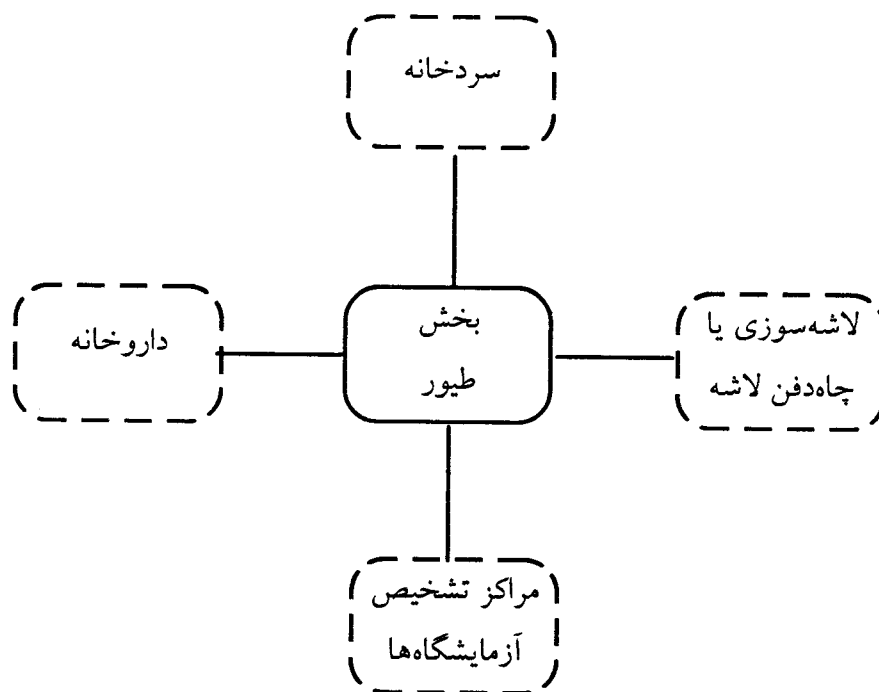 سردخانه
لاشه‌سوزی یا
چاه‌دفن لاشه
بخش
طیور
داروخانه
مراکز تشخیص
آزمایشگاه‌ها